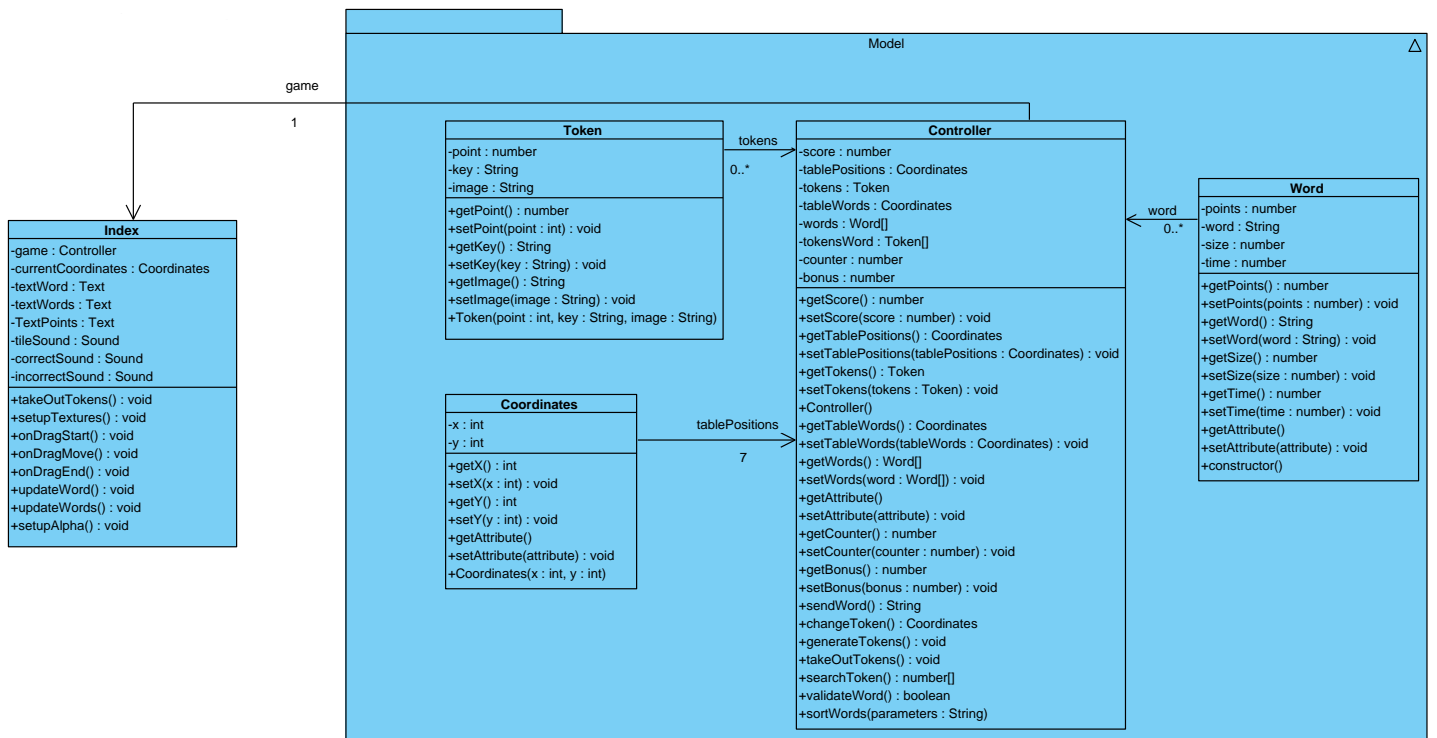 Model
game
1
Token
-point : number
-key : String
-image : String
+getPoint() : number
+setPoint(point : int) : void
+getKey() : String
+setKey(key : String) : void
+getImage() : String
+setImage(image : String) : void
+Token(point : int, key : String, image : String)
tokens
0..*
Controller
-score : number
-tablePositions : Coordinates
-tokens : Token
-tableWords : Coordinates
-words : Word[]
-tokensWord : Token[]
-counter : number
-bonus : number
+getScore() : number
+setScore(score : number) : void
+getTablePositions() : Coordinates
+setTablePositions(tablePositions : Coordinates) : void
+getTokens() : Token
+setTokens(tokens : Token) : void
+Controller()
+getTableWords() : Coordinates
+setTableWords(tableWords : Coordinates) : void
+getWords() : Word[]
+setWords(word : Word[]) : void
+getAttribute()
+setAttribute(attribute) : void
+getCounter() : number
+setCounter(counter : number) : void
+getBonus() : number
+setBonus(bonus : number) : void
+sendWord() : String
+changeToken() : Coordinates
+generateTokens() : void
+takeOutTokens() : void
+searchToken() : number[]
+validateWord() : boolean
+sortWords(parameters : String)
word
0..*
Word
-points : number
-word : String
-size : number
-time : number
+getPoints() : number
+setPoints(points : number) : void
+getWord() : String
+setWord(word : String) : void
+getSize() : number
+setSize(size : number) : void
+getTime() : number
+setTime(time : number) : void
+getAttribute()
+setAttribute(attribute) : void
+constructor()
Index
-game : Controller
-currentCoordinates : Coordinates
-textWord : Text
-textWords : Text
-TextPoints : Text
-tileSound : Sound
-correctSound : Sound
-incorrectSound : Sound
+takeOutTokens() : void
+setupTextures() : void
+onDragStart() : void
+onDragMove() : void
+onDragEnd() : void
+updateWord() : void
+updateWords() : void
+setupAlpha() : void
Coordinates
-x : int
-y : int
+getX() : int
+setX(x : int) : void
+getY() : int
+setY(y : int) : void
+getAttribute()
+setAttribute(attribute) : void
+Coordinates(x : int, y : int)
tablePositions
7